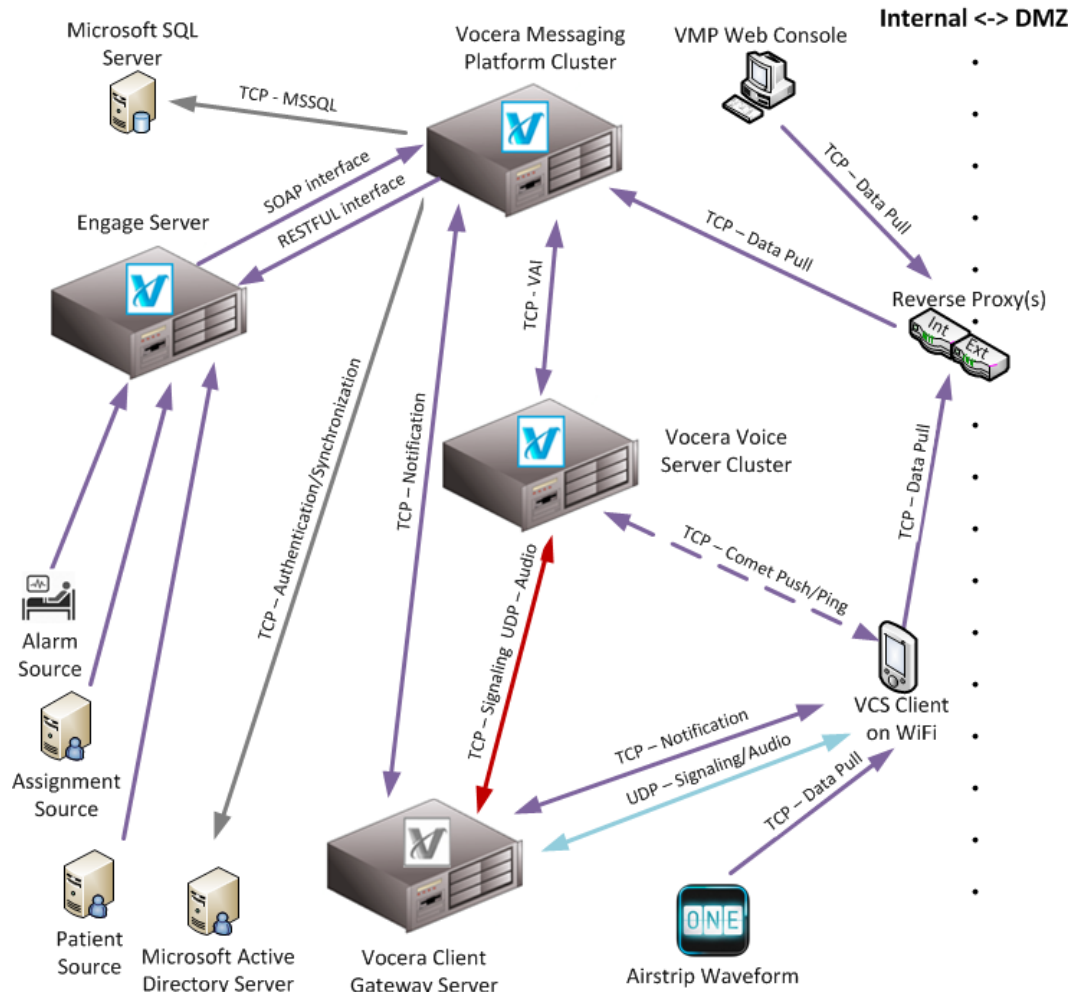 Internal <-> DMZ
Microsoft SQL
Server
Vocera Messaging
Platform Cluster
VMP Web Console
TCP - MSSQL
SOAP interface
RESTFUL interface
Engage Server
TCP – Data Pull
TCP – Data Pull
TCP - VAI
Reverse Proxy(s)
Int
Ext
TCP – Authentication/Synchronization
TCP – Notification
Vocera Voice
Server Cluster
TCP – Data Pull
TCP – Comet Push/Ping
TCP – Signaling UDP – Audio
Alarm
Source
VCS Client
on WiFi
TCP – Notification
UDP – Signaling/Audio
TCP – Data Pull
Assignment
Source
Patient
Source
Microsoft Active
Directory Server
Vocera Client
Gateway Server
ONE
Airstrip Waveform